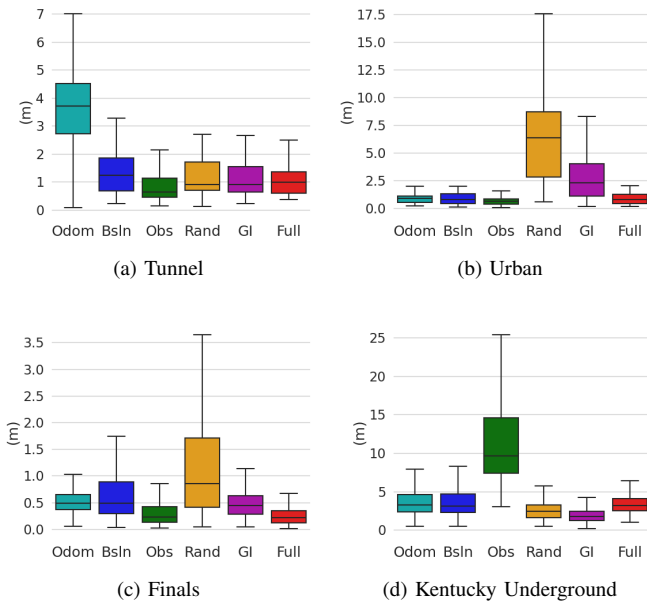 7
6
5
4
3
2
1
0
(m)
Odom Bsln Obs Rand GI Full
(a) Tunnel
17.5
15.0
12.5
10.0
7.5
5.0
2.5
0.0
(m)
Odom Bsln Obs Rand GI Full
(b) Urban
3.5
3.0
2.5
2.0
1.5
1.0
0.5
0.0
(m)
Odom Bsln Obs Rand GI Full
(c) Finals
25
20
15
10
5
0
(m)
Odom Bsln Obs Rand GI Full
(d) Kentucky Underground